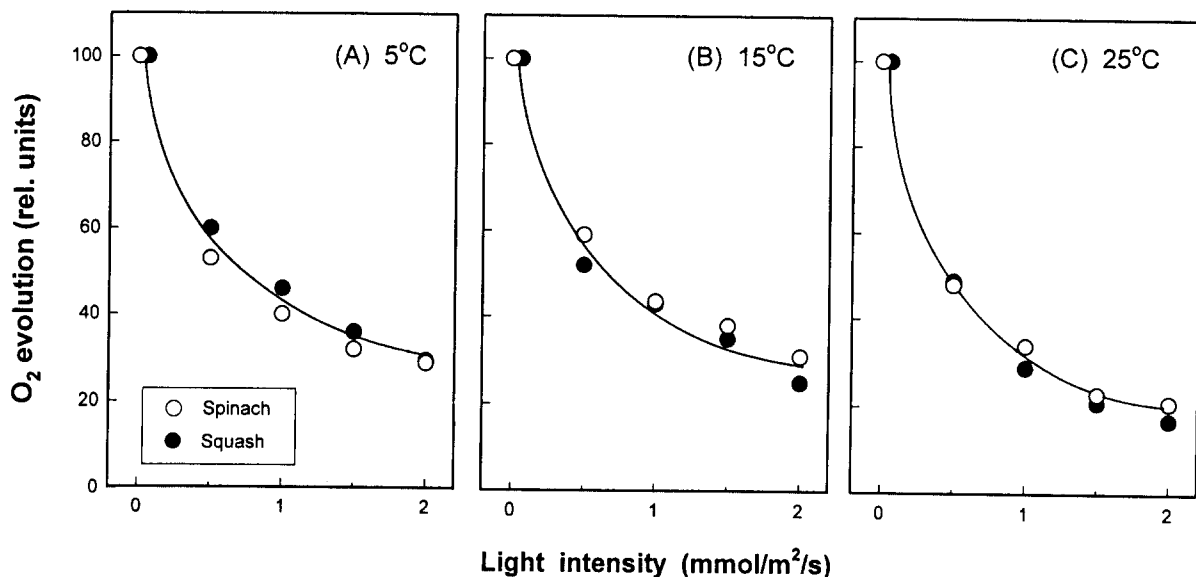 (A) 5°C
(B) 15°C
(C) 25°C
O₂ evolution (rel. units)
100
80
60
40
20
0
Spinach
Squash
0 1 2
0 1 2
0 1 2
Light intensity (mmol/m²/s)